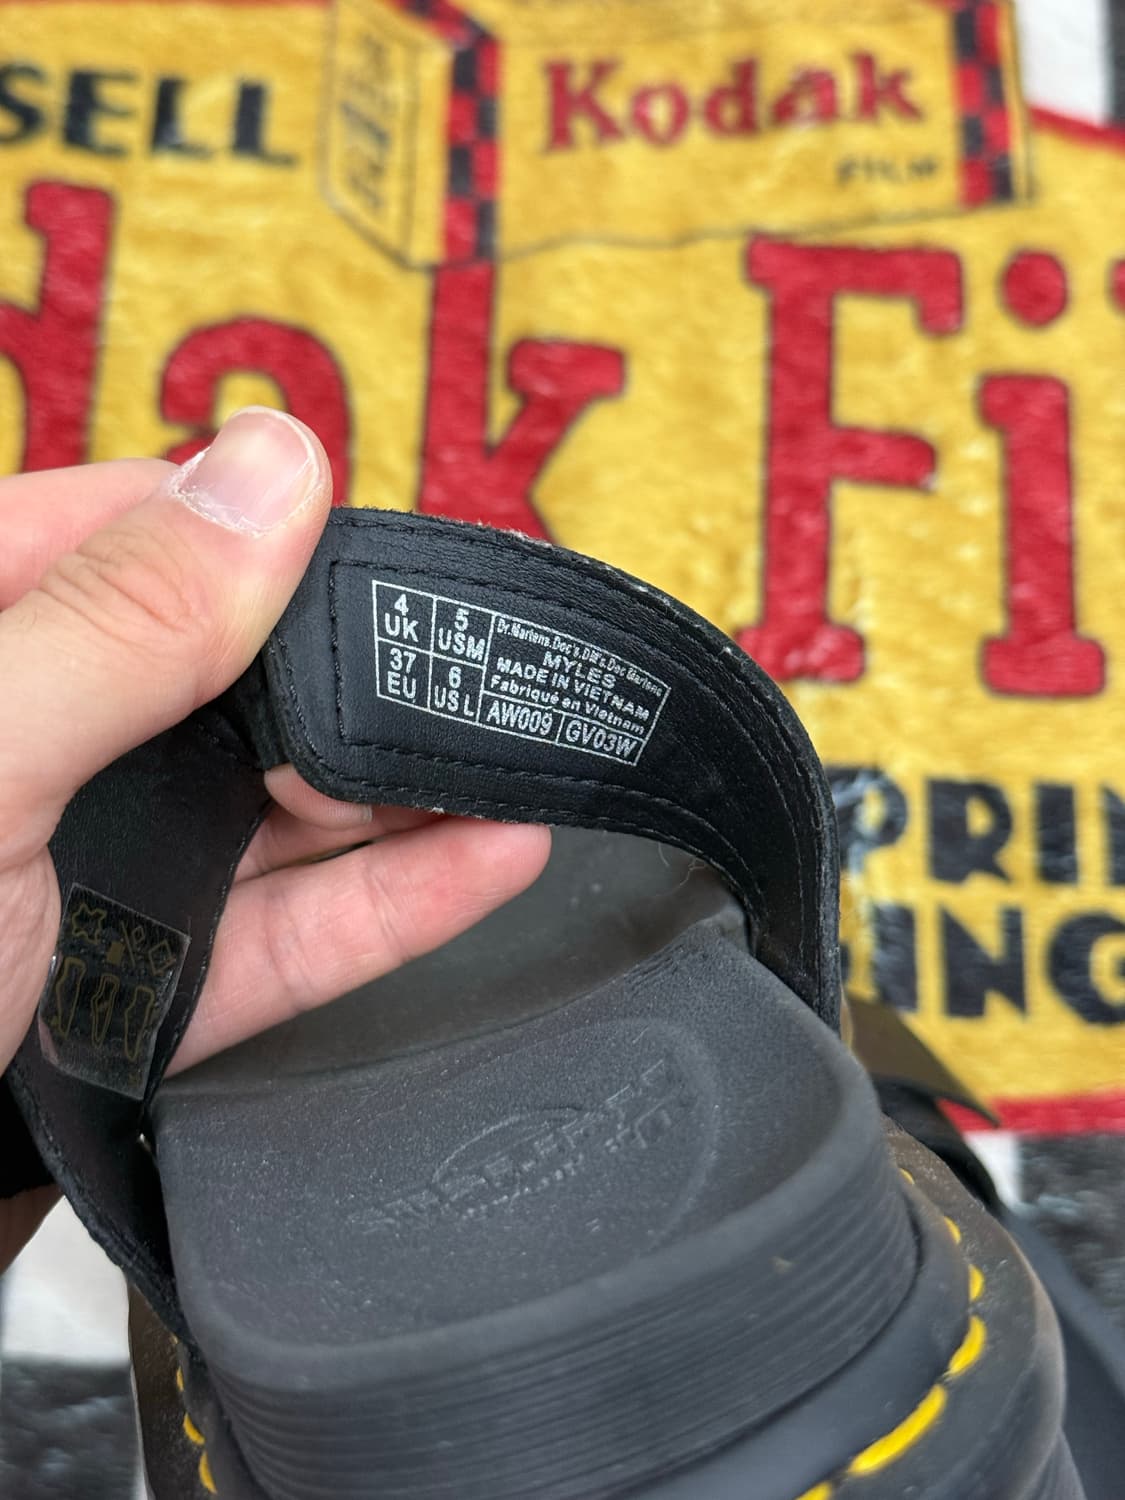 SELL
Kodak
FILM
dak Fi
4
UK
5
USM
37
EU
6
US L
Dr.Martens,Doc's,DM's,Doc Martens
MYLES
MADE IN VIETNAM
Fabriqué en Vietnam
AW009
GV03W
PRI
ING